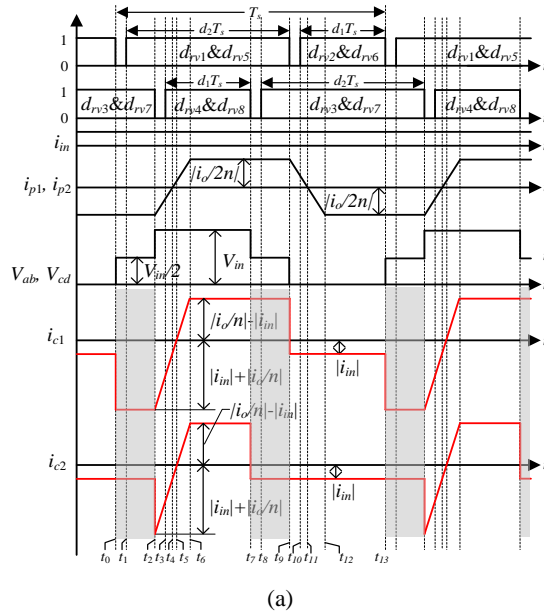 T_s
d_2T_s d_1T_s
1
d_rv1&d_rv5 d_rv2&d_rv6 d_rv1&d_rv5
0
d_1T_s d_2T_s
1
d_rv3&d_rv7 d_rv4&d_rv8 d_rv3&d_rv7 d_rv4&d_rv8
0
i_in
|i_o/2n|
i_p1, i_p2
|i_o/2n|
V_in/2 V_in
V_ab, V_cd
|i_o/n|-|i_in|
i_c1
|i_in|
|i_in|+|i_o/n|
|i_o/n|-|i_in|
i_c2
|i_in|
|i_in|+|i_o/n|
t_0 t_1 t_2 t_3 t_4 t_5 t_6 t_7 t_8 t_9 t_10 t_11 t_12 t_13
(a)